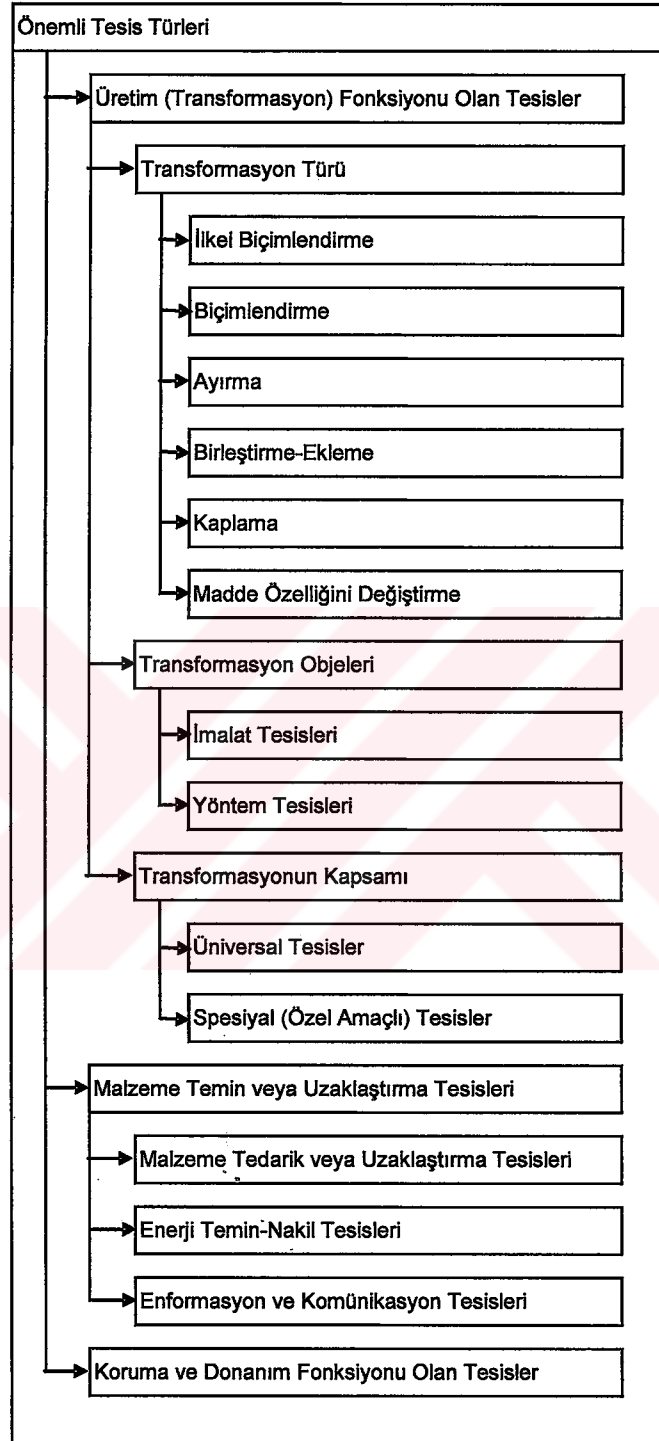 Önemli Tesis Türleri
Üretim (Transformasyon) Fonksiyonu Olan Tesisler
Transformasyon Türü
İlkel Biçimlendirme
Biçimlendirme
Ayırma
Birleştirme-Ekleme
Kaplama
Madde Özelliğini Değiştirme
Transformasyon Objeleri
İmalat Tesisleri
Yöntem Tesisleri
Transformasyonun Kapsamı
Üniversal Tesisler
Spesiyal (Özel Amaçlı) Tesisler
Malzeme Temin veya Uzaklaştırma Tesisleri
Malzeme Tedarik veya Uzaklaştırma Tesisleri
Enerji Temin-Nakil Tesisleri
Enformasyon ve Komünikasyon Tesisleri
Koruma ve Donanım Fonksiyonu Olan Tesisler